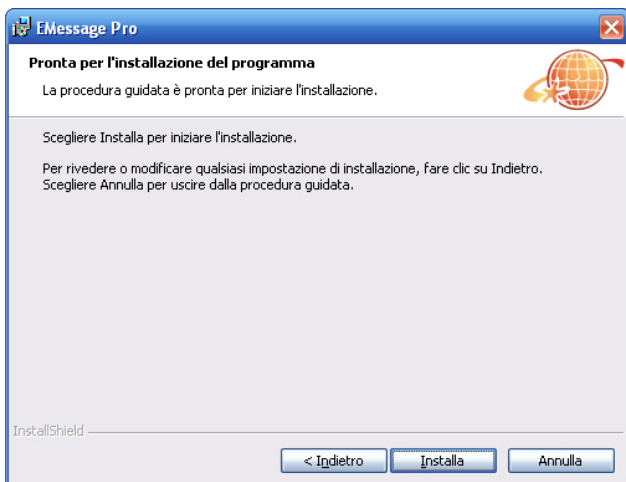 EMessage Pro
Pronta per l'installazione del programma
La procedura guidata è pronta per iniziare l'installazione.
Scegliere Installa per iniziare l'installazione.
Per rivedere o modificare qualsiasi impostazione di installazione, fare clic su Indietro.
Scegliere Annulla per uscire dalla procedura guidata.
InstallShield
< Indietro
Installa
Annulla